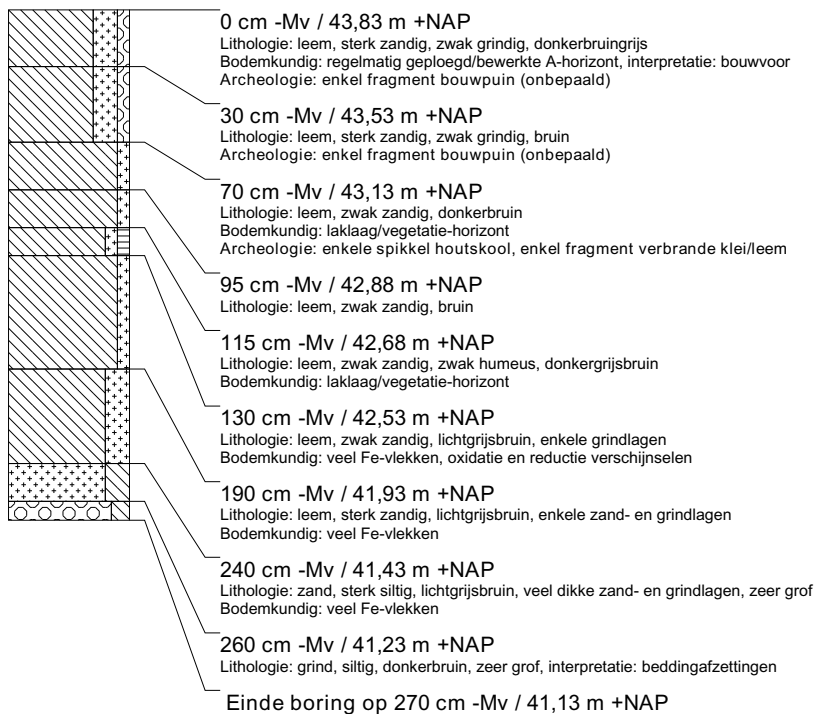 0 cm -Mv / 43,83 m +NAP
Lithologie: leem, sterk zandig, zwak grindig, donkerbruingrijs
Bodemkundig: regelmatig geploegd/bewerkte A-horizont, interpretatie: bouwvoor
Archeologie: enkel fragment bouwpuin (onbepaald)
30 cm -Mv / 43,53 m +NAP
Lithologie: leem, sterk zandig, zwak grindig, bruin
Archeologie: enkel fragment bouwpuin (onbepaald)
70 cm -Mv / 43,13 m +NAP
Lithologie: leem, zwak zandig, donkerbruin
Bodemkundig: laklaag/vegetatie-horizont
Archeologie: enkele spikkel houtskool, enkel fragment verbrande klei/leem
95 cm -Mv / 42,88 m +NAP
Lithologie: leem, zwak zandig, bruin
115 cm -Mv / 42,68 m +NAP
Lithologie: leem, zwak zandig, zwak humeus, donkergrijsbruin
Bodemkundig: laklaag/vegetatie-horizont
130 cm -Mv / 42,53 m +NAP
Lithologie: leem, zwak zandig, lichtgrijsbruin, enkele grindlagen
Bodemkundig: veel Fe-vlekken, oxidatie en reductie verschijnselen
190 cm -Mv / 41,93 m +NAP
Lithologie: leem, sterk zandig, lichtgrijsbruin, enkele zand- en grindlagen
Bodemkundig: veel Fe-vlekken
240 cm -Mv / 41,43 m +NAP
Lithologie: zand, sterk siltig, lichtgrijsbruin, veel dikke zand- en grindlagen, zeer grof
Bodemkundig: veel Fe-vlekken
260 cm -Mv / 41,23 m +NAP
Lithologie: grind, siltig, donkerbruin, zeer grof, interpretatie: beddingafzettingen
Einde boring op 270 cm -Mv / 41,13 m +NAP